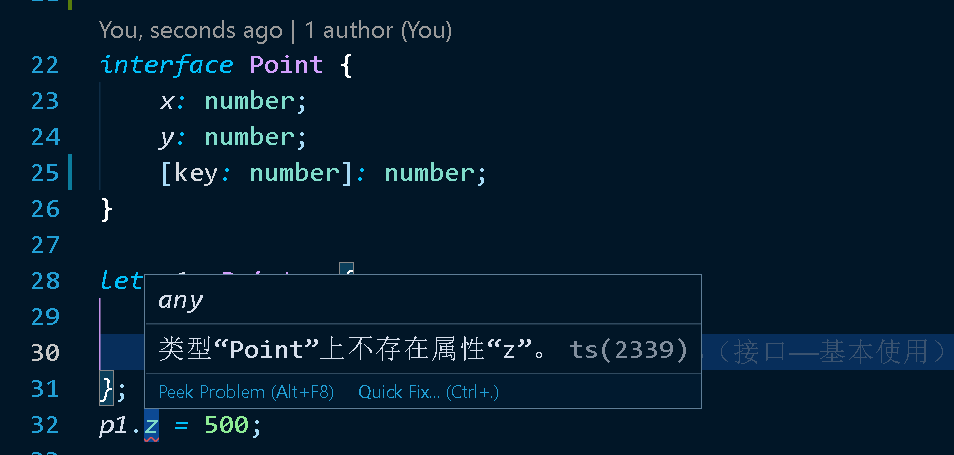 You, seconds ago | 1 author (You)
22 interface Point {
23 x: number;
24 y: number;
25 [key: number]: number;
26 }
27
28 let
any
29
类型“Point”上不存在属性“z”。 ts(2339)
30 （接口—基本使用）
Peek Problem (Alt+F8) Quick Fix... (Ctrl+.)
31 };
32 p1.z = 500;